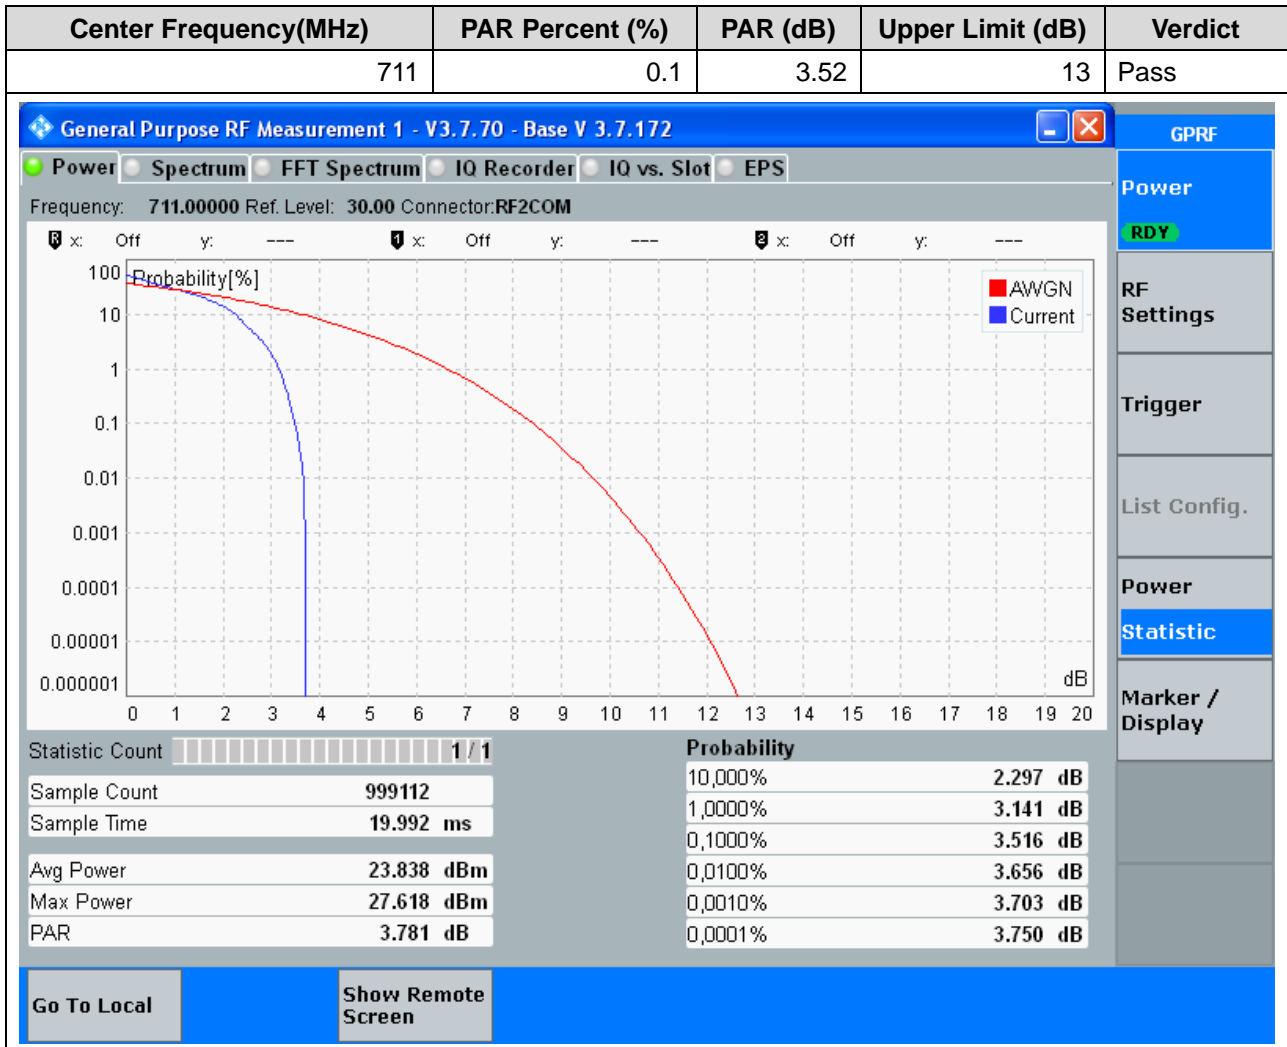 Center Frequency(MHz) PAR Percent (%) PAR (dB) Upper Limit (dB) Verdict
711 0.1 3.52 13 Pass
General Purpose RF Measurement 1 - V3.7.70 - Base V 3.7.172
GPRF
Power Spectrum FFT Spectrum IQ Recorder IQ vs. Slot EPS
Power
RDY
Frequency: 711.00000 Ref. Level: 30.00 Connector:RF2COM
R x: Off y: --- 1 x: Off y: --- 2 x: Off y: ---
Probability[%]
AWGN
Current
100
10
1
0.1
0.01
0.001
0.0001
0.00001
0.000001
dB
0 1 2 3 4 5 6 7 8 9 10 11 12 13 14 15 16 17 18 19 20
RF
Settings
Trigger
List Config.
Power
Statistic
Marker /
Display
Statistic Count 1 / 1
Sample Count 999112
Sample Time 19.992 ms
Avg Power 23.838 dBm
Max Power 27.618 dBm
PAR 3.781 dB
Probability
10,000% 2.297 dB
1,0000% 3.141 dB
0,1000% 3.516 dB
0,0100% 3.656 dB
0,0010% 3.703 dB
0,0001% 3.750 dB
Go To Local
Show Remote
Screen